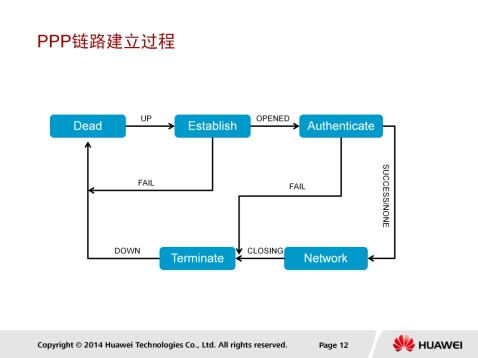 PPP链路建立过程
Dead
UP
Establish
OPENED
Authenticate
FAIL
FAIL
SUCCESS/NONE
DOWN
Terminate
CLOSING
Network
Copyright © 2014 Huawei Technologies Co., Ltd. All rights reserved.
Page 12
HUAWEI